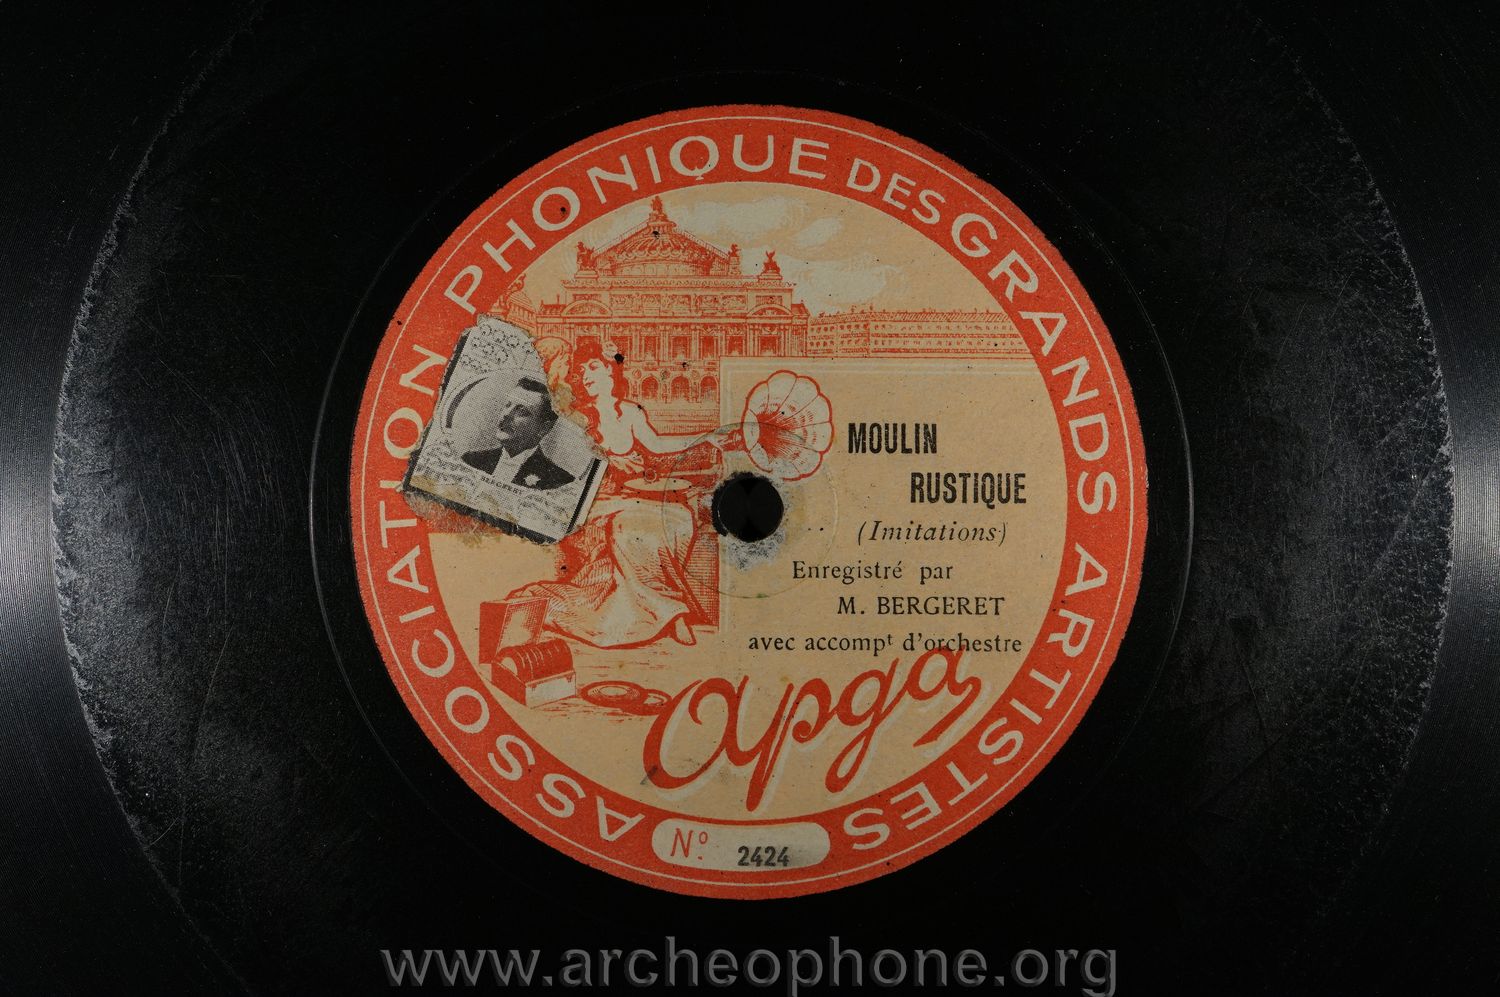 ASSOCIATION PHONIQUE DES GRANDS ARTISTES
BERGERET
MOULIN
RUSTIQUE
(Imitations)
Enregistré par
M. BERGERET
avec accompt d'orchestre
apga
Nº. 2424
www.archeophone.org